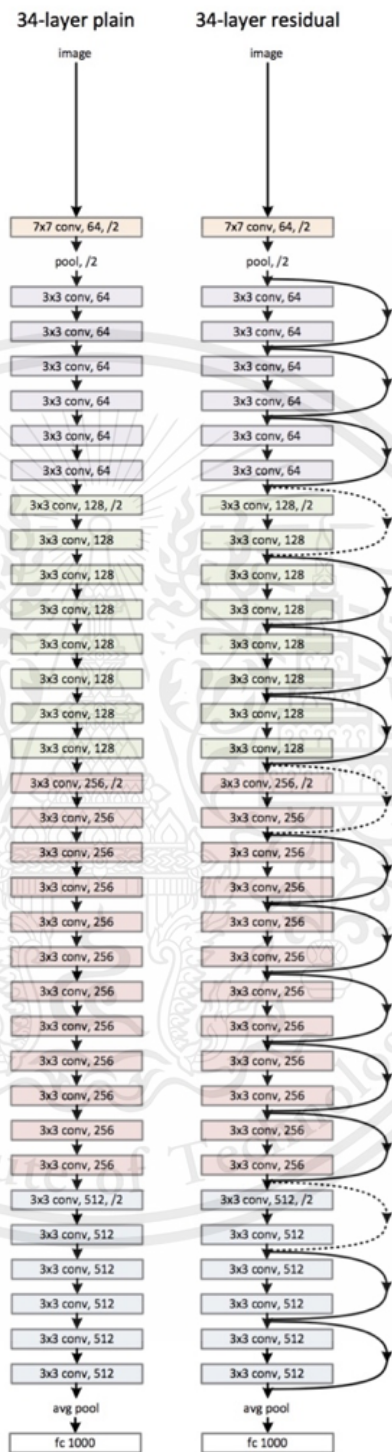 34-layer plain 34-layer residual
image image
7x7 conv, 64, /2 7x7 conv, 64, /2
pool, /2 pool, /2
3x3 conv, 64 3x3 conv, 64
3x3 conv, 64 3x3 conv, 64
3x3 conv, 64 3x3 conv, 64
3x3 conv, 64 3x3 conv, 64
3x3 conv, 64 3x3 conv, 64
3x3 conv, 64 3x3 conv, 64
3x3 conv, 128, /2 3x3 conv, 128, /2
3x3 conv, 128 3x3 conv, 128
3x3 conv, 128 3x3 conv, 128
3x3 conv, 128 3x3 conv, 128
3x3 conv, 128 3x3 conv, 128
3x3 conv, 128 3x3 conv, 128
3x3 conv, 128 3x3 conv, 128
3x3 conv, 128 3x3 conv, 128
3x3 conv, 256, /2 3x3 conv, 256, /2
3x3 conv, 256 3x3 conv, 256
3x3 conv, 256 3x3 conv, 256
3x3 conv, 256 3x3 conv, 256
3x3 conv, 256 3x3 conv, 256
3x3 conv, 256 3x3 conv, 256
3x3 conv, 256 3x3 conv, 256
3x3 conv, 256 3x3 conv, 256
3x3 conv, 256 3x3 conv, 256
3x3 conv, 256 3x3 conv, 256
3x3 conv, 256 3x3 conv, 256
3x3 conv, 256 3x3 conv, 256
3x3 conv, 512, /2 3x3 conv, 512, /2
3x3 conv, 512 3x3 conv, 512
3x3 conv, 512 3x3 conv, 512
3x3 conv, 512 3x3 conv, 512
3x3 conv, 512 3x3 conv, 512
3x3 conv, 512 3x3 conv, 512
avg pool avg pool
fc 1000 fc 1000
of Technolo